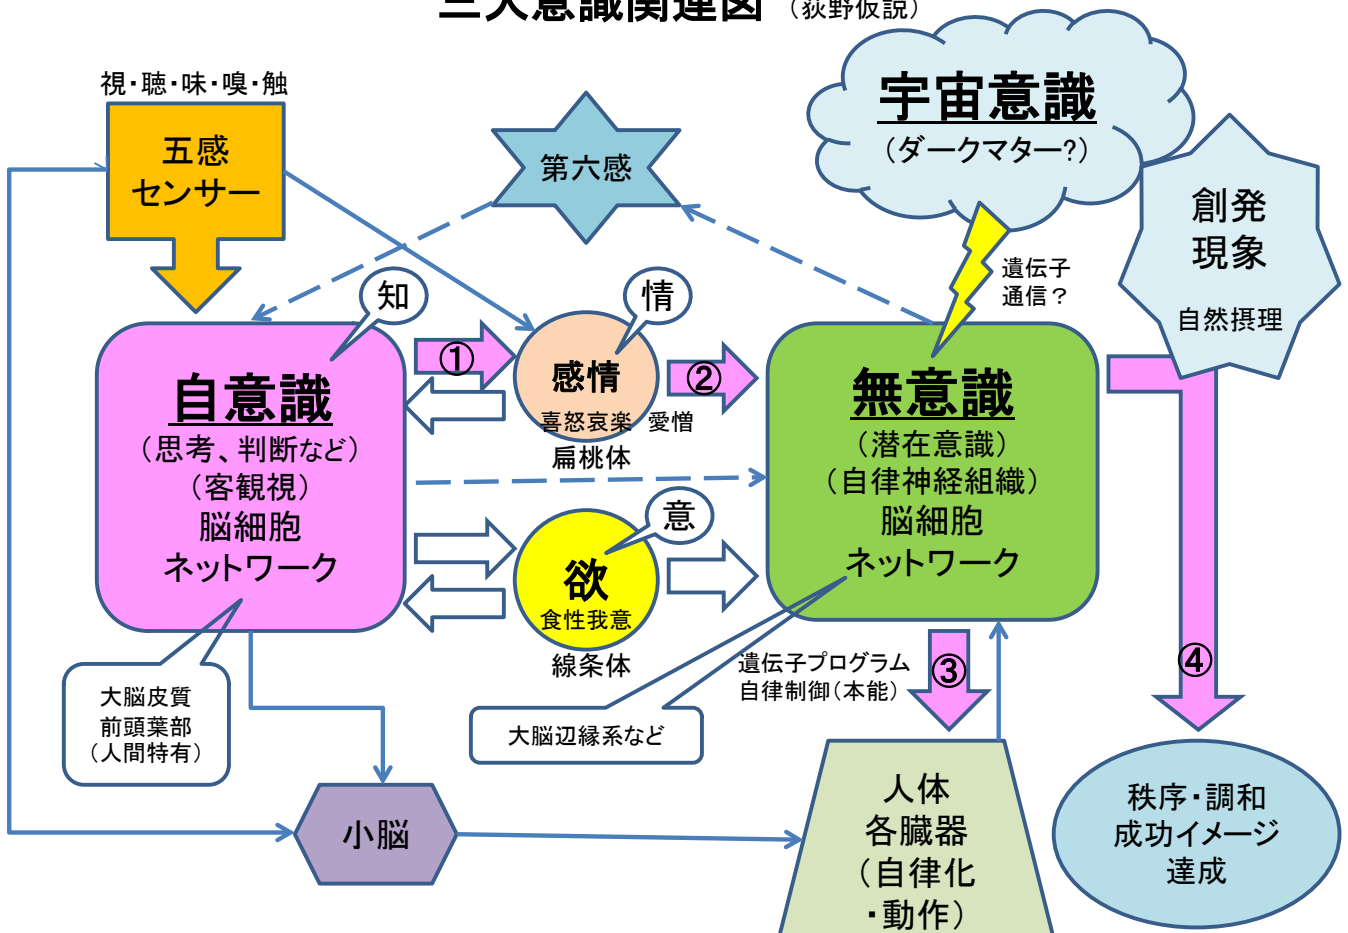 三大意識関連図（荻野仮説）
視・聴・味・嗅・触
五感
センサー
第六感
宇宙意識
（ダークマター?）
創発
現象
自然摂理
遺伝子
通信？
知
情
①
②
自意識
（思考、判断など）
（客観視）
脳細胞
ネットワーク
感情
喜怒哀楽 愛憎
扁桃体
無意識
（潜在意識）
（自律神経組織）
脳細胞
ネットワーク
意
欲
食性我意
線条体
遺伝子プログラム
自律制御（本能）
③
④
大脳皮質
前頭葉部
（人間特有）
大脳辺縁系など
小脳
人体
各臓器
（自律化
・動作）
秩序・調和
成功イメージ
達成